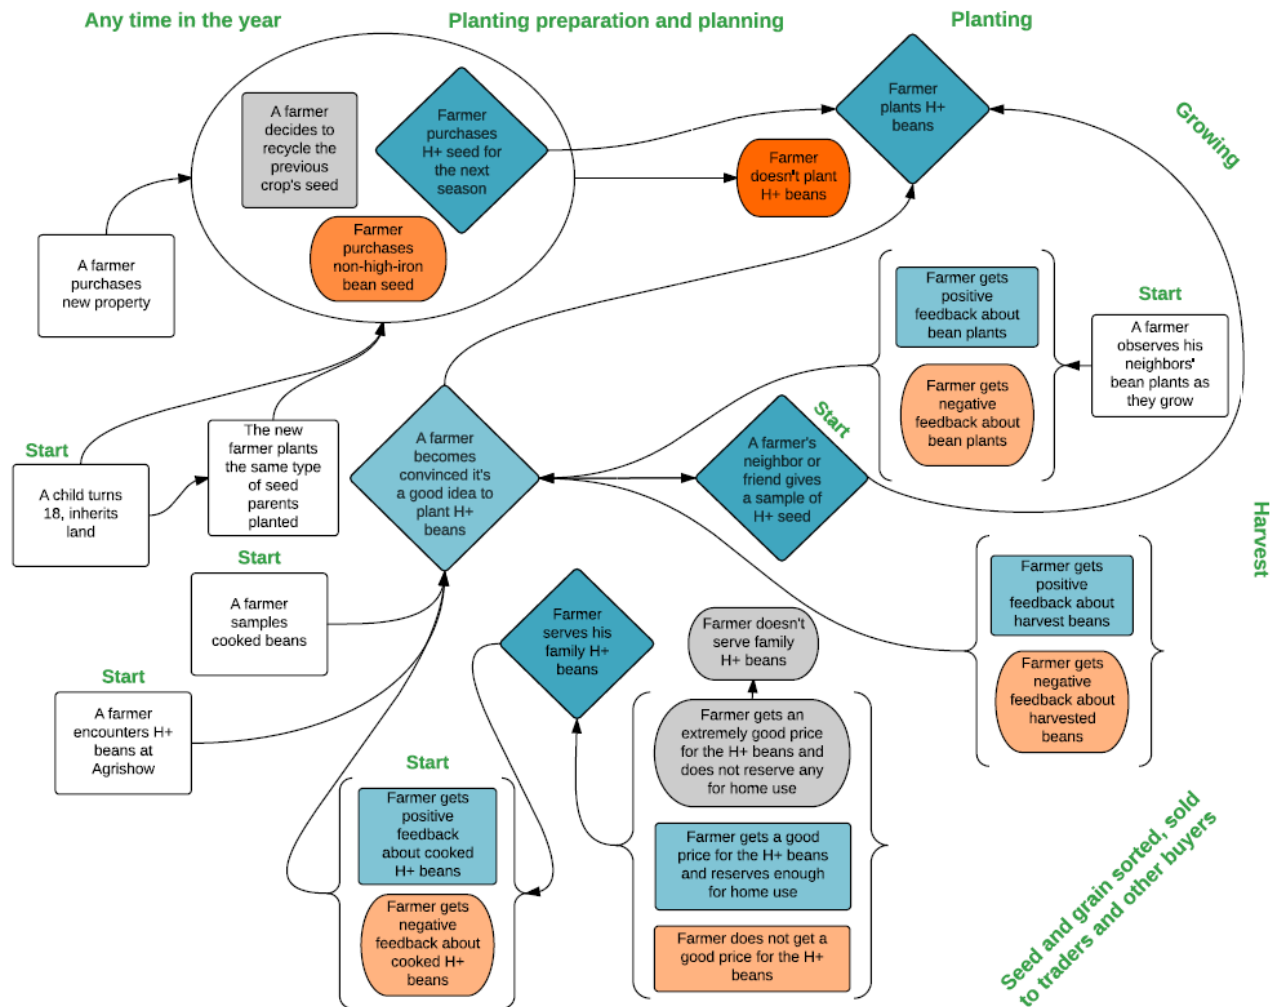 Any time in the year
Planting preparation and planning
Planting
A farmer
decides to
recycle the
previous
crop's seed
Farmer
purchases
H+ seed for
the next
season
Farmer
purchases
non-high-iron
bean seed
Farmer
doesn't plant
H+ beans
Farmer
plants H+
beans
Growing
A farmer
purchases
new property
Farmer gets
positive
feedback about
bean plants
Farmer gets
negative
feedback about
bean plants
Start
A farmer
observes his
neighbors'
bean plants as
they grow
Start
A child turns
18, inherits
land
The new
farmer plants
the same type
of seed
parents
planted
A farmer
becomes
convinced it's
a good idea to
plant H+
beans
Start
A farmer's
neighbor or
friend gives
a sample of
H+ seed
Harvest
Start
A farmer
samples
cooked beans
Start
A farmer
encounters H+
beans at
Agrishow
Farmer
serves his
family H+
beans
Farmer doesn't
serve family
H+ beans
Farmer gets
positive
feedback about
harvest beans
Farmer gets
negative
feedback about
harvested
beans
Farmer gets an
extremely good price
for the H+ beans and
does not reserve any
for home use
Farmer gets a good
price for the H+ beans
and reserves enough
for home use
Farmer does not get a
good price for the H+
beans
Start
Farmer gets
positive
feedback
about cooked
H+ beans
Farmer gets
negative
feedback about
cooked H+
beans
Seed and grain sorted, sold
to traders and other buyers